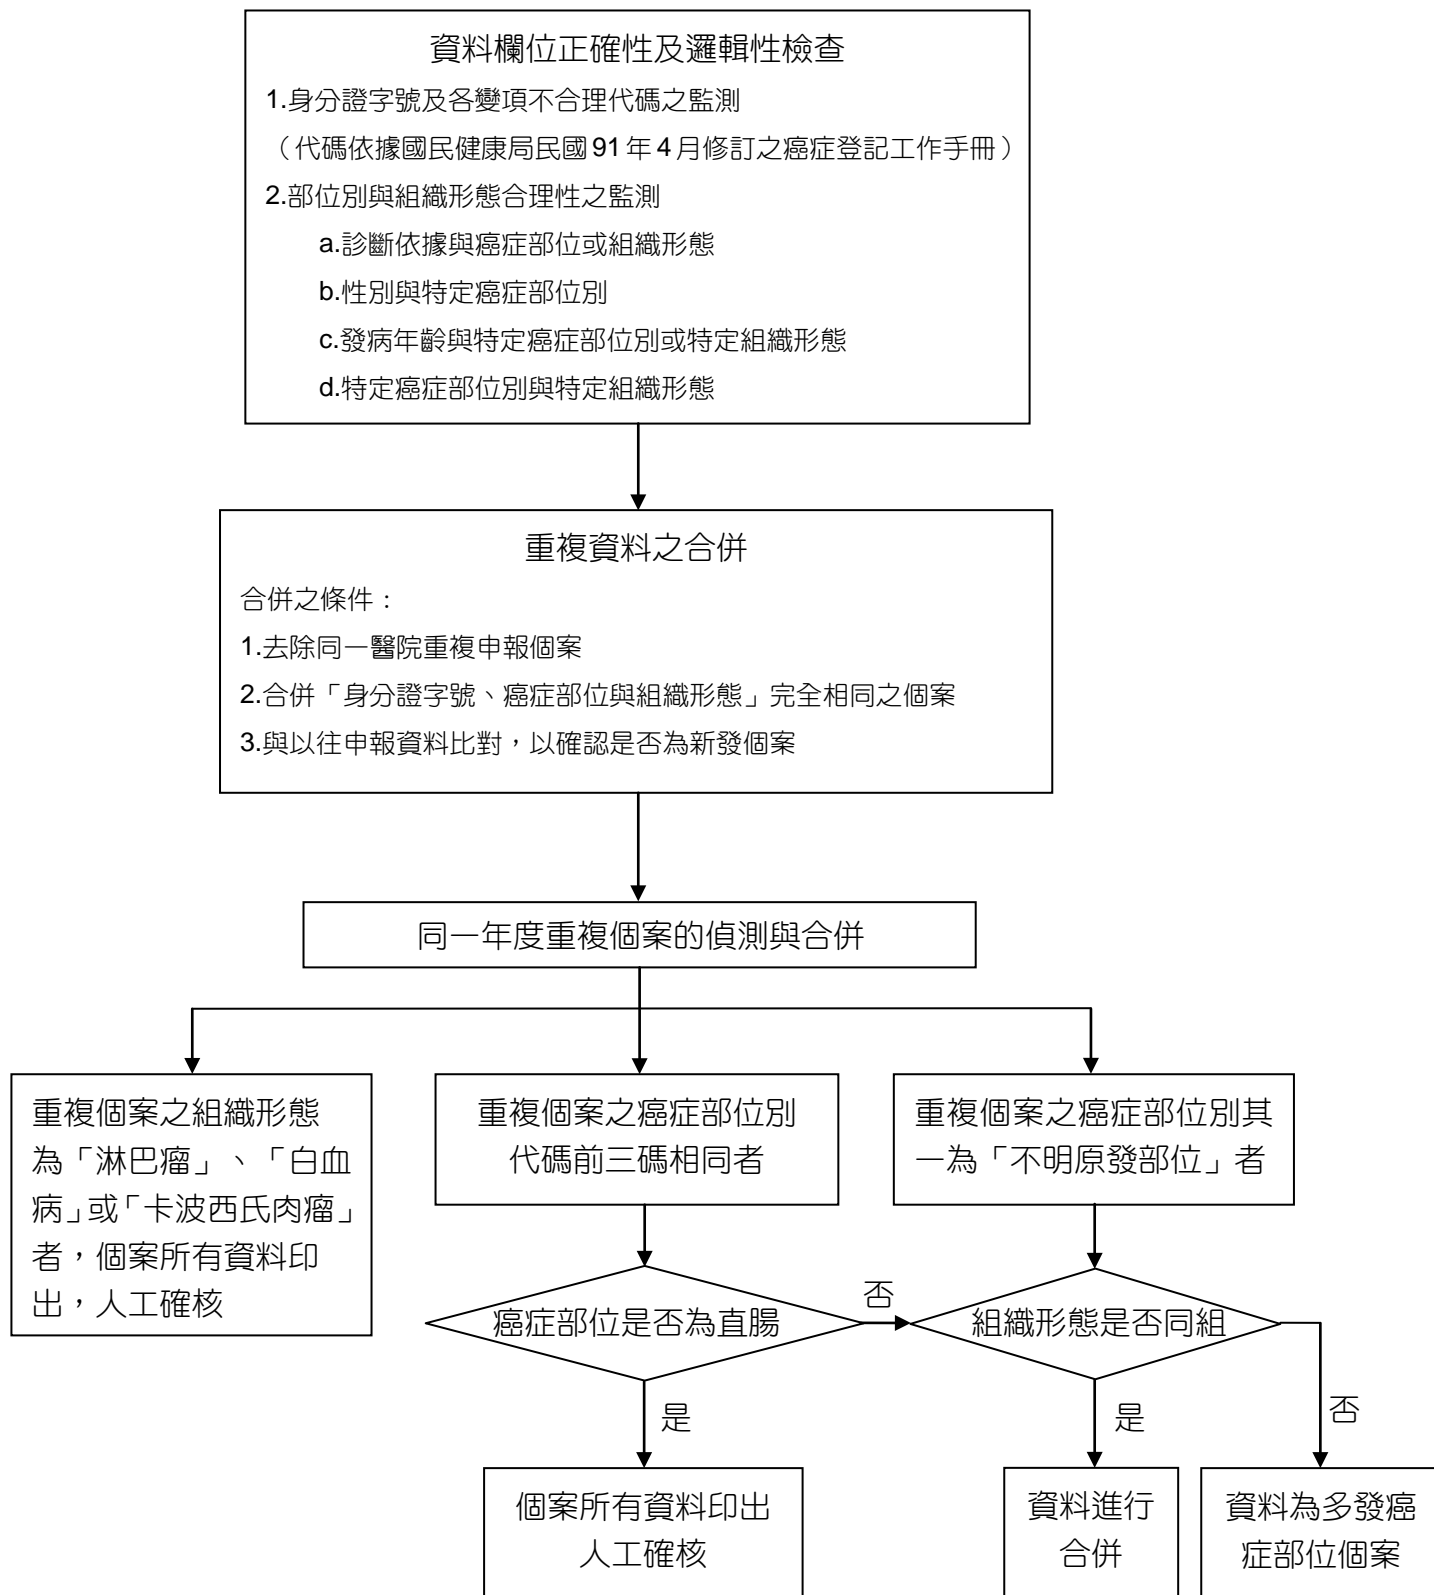 資料欄位正確性及邏輯性檢查
1.身分證字號及各變項不合理代碼之監測
（代碼依據國民健康局民國91年4月修訂之癌症登記工作手冊）
2.部位別與組織形態合理性之監測
a.診斷依據與癌症部位或組織形態
b.性別與特定癌症部位別
c.發病年齡與特定癌症部位別或特定組織形態
d.特定癌症部位別與特定組織形態
重複資料之合併
合併之條件：
1.去除同一醫院重複申報個案
2.合併「身分證字號、癌症部位與組織形態」完全相同之個案
3.與以往申報資料比對，以確認是否為新發個案
同一年度重複個案的偵測與合併
重複個案之組織形態
為「淋巴瘤」、「白血
病」或「卡波西氏肉瘤」
者，個案所有資料印
出，人工確核
重複個案之癌症部位別
代碼前三碼相同者
重複個案之癌症部位別其
一為「不明原發部位」者
癌症部位是否為直腸
否
組織形態是否同組
是
是
否
個案所有資料印出
人工確核
資料進行
合併
資料為多發癌
症部位個案